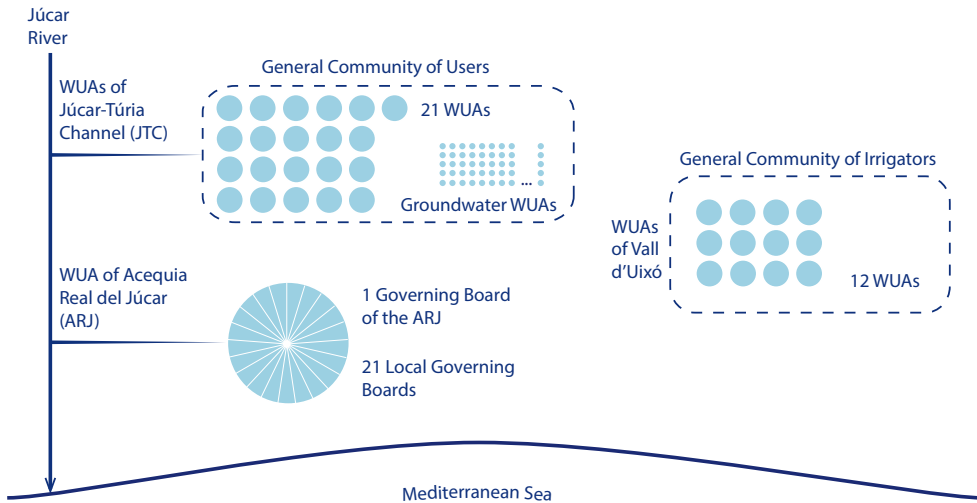 Júcar
River
WUAs of
Júcar-Túria
Channel (JTC)
General Community of Users
21 WUAs
...
Groundwater WUAs
General Community of Irrigators
WUAs
of Vall
d'Uixó
12 WUAs
WUA of Acequia
Real del Júcar
(ARJ)
1 Governing Board
of the ARJ
21 Local Governing
Boards
Mediterranean Sea